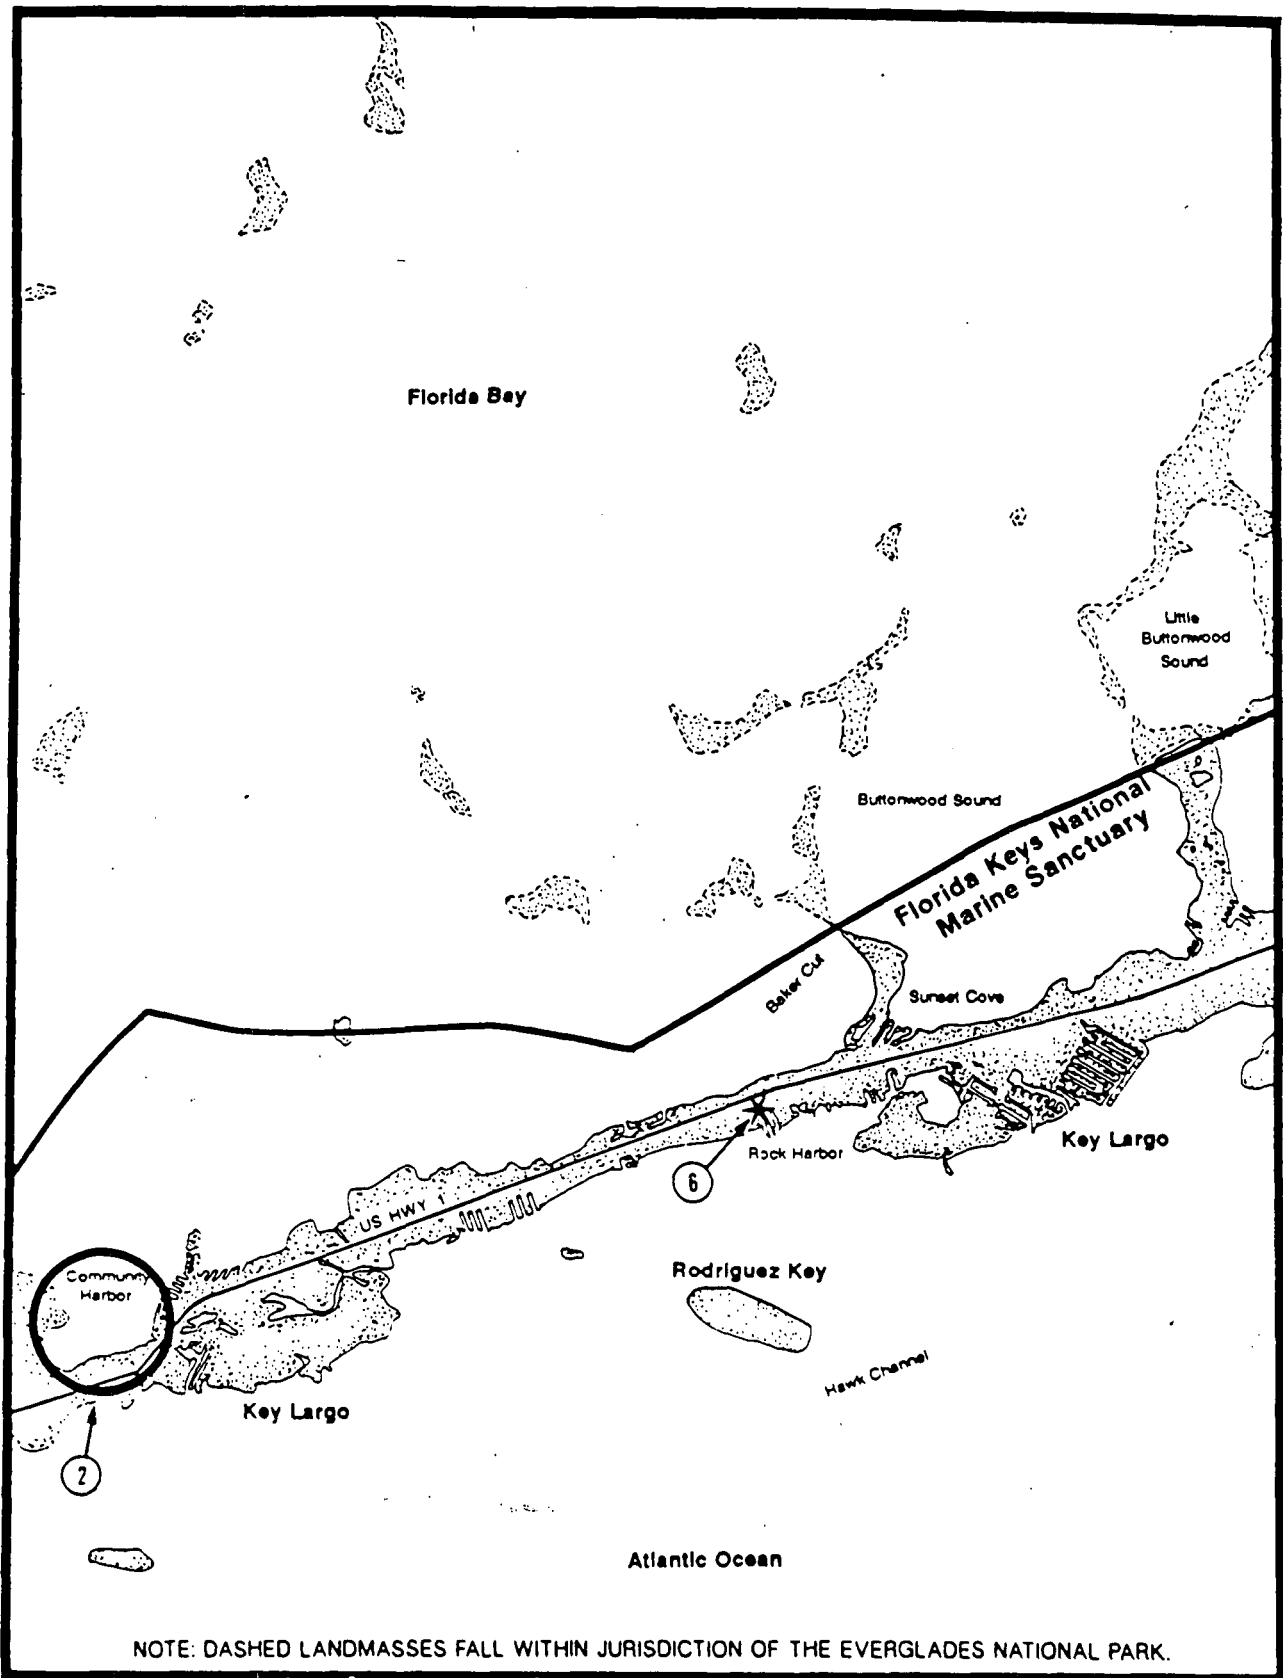 Florida Bay
Little
Buttonwood
Sound
Buttonwood Sound
Florida Keys National
Marine Sanctuary
Baker Cut
Sunset Cove
Key Largo
Rock Harbor
6
US HWY 1
Community
Harbor
Rodriguez Key
Hawk Channel
Key Largo
2
Atlantic Ocean
NOTE: DASHED LANDMASSES FALL WITHIN JURISDICTION OF THE EVERGLADES NATIONAL PARK.